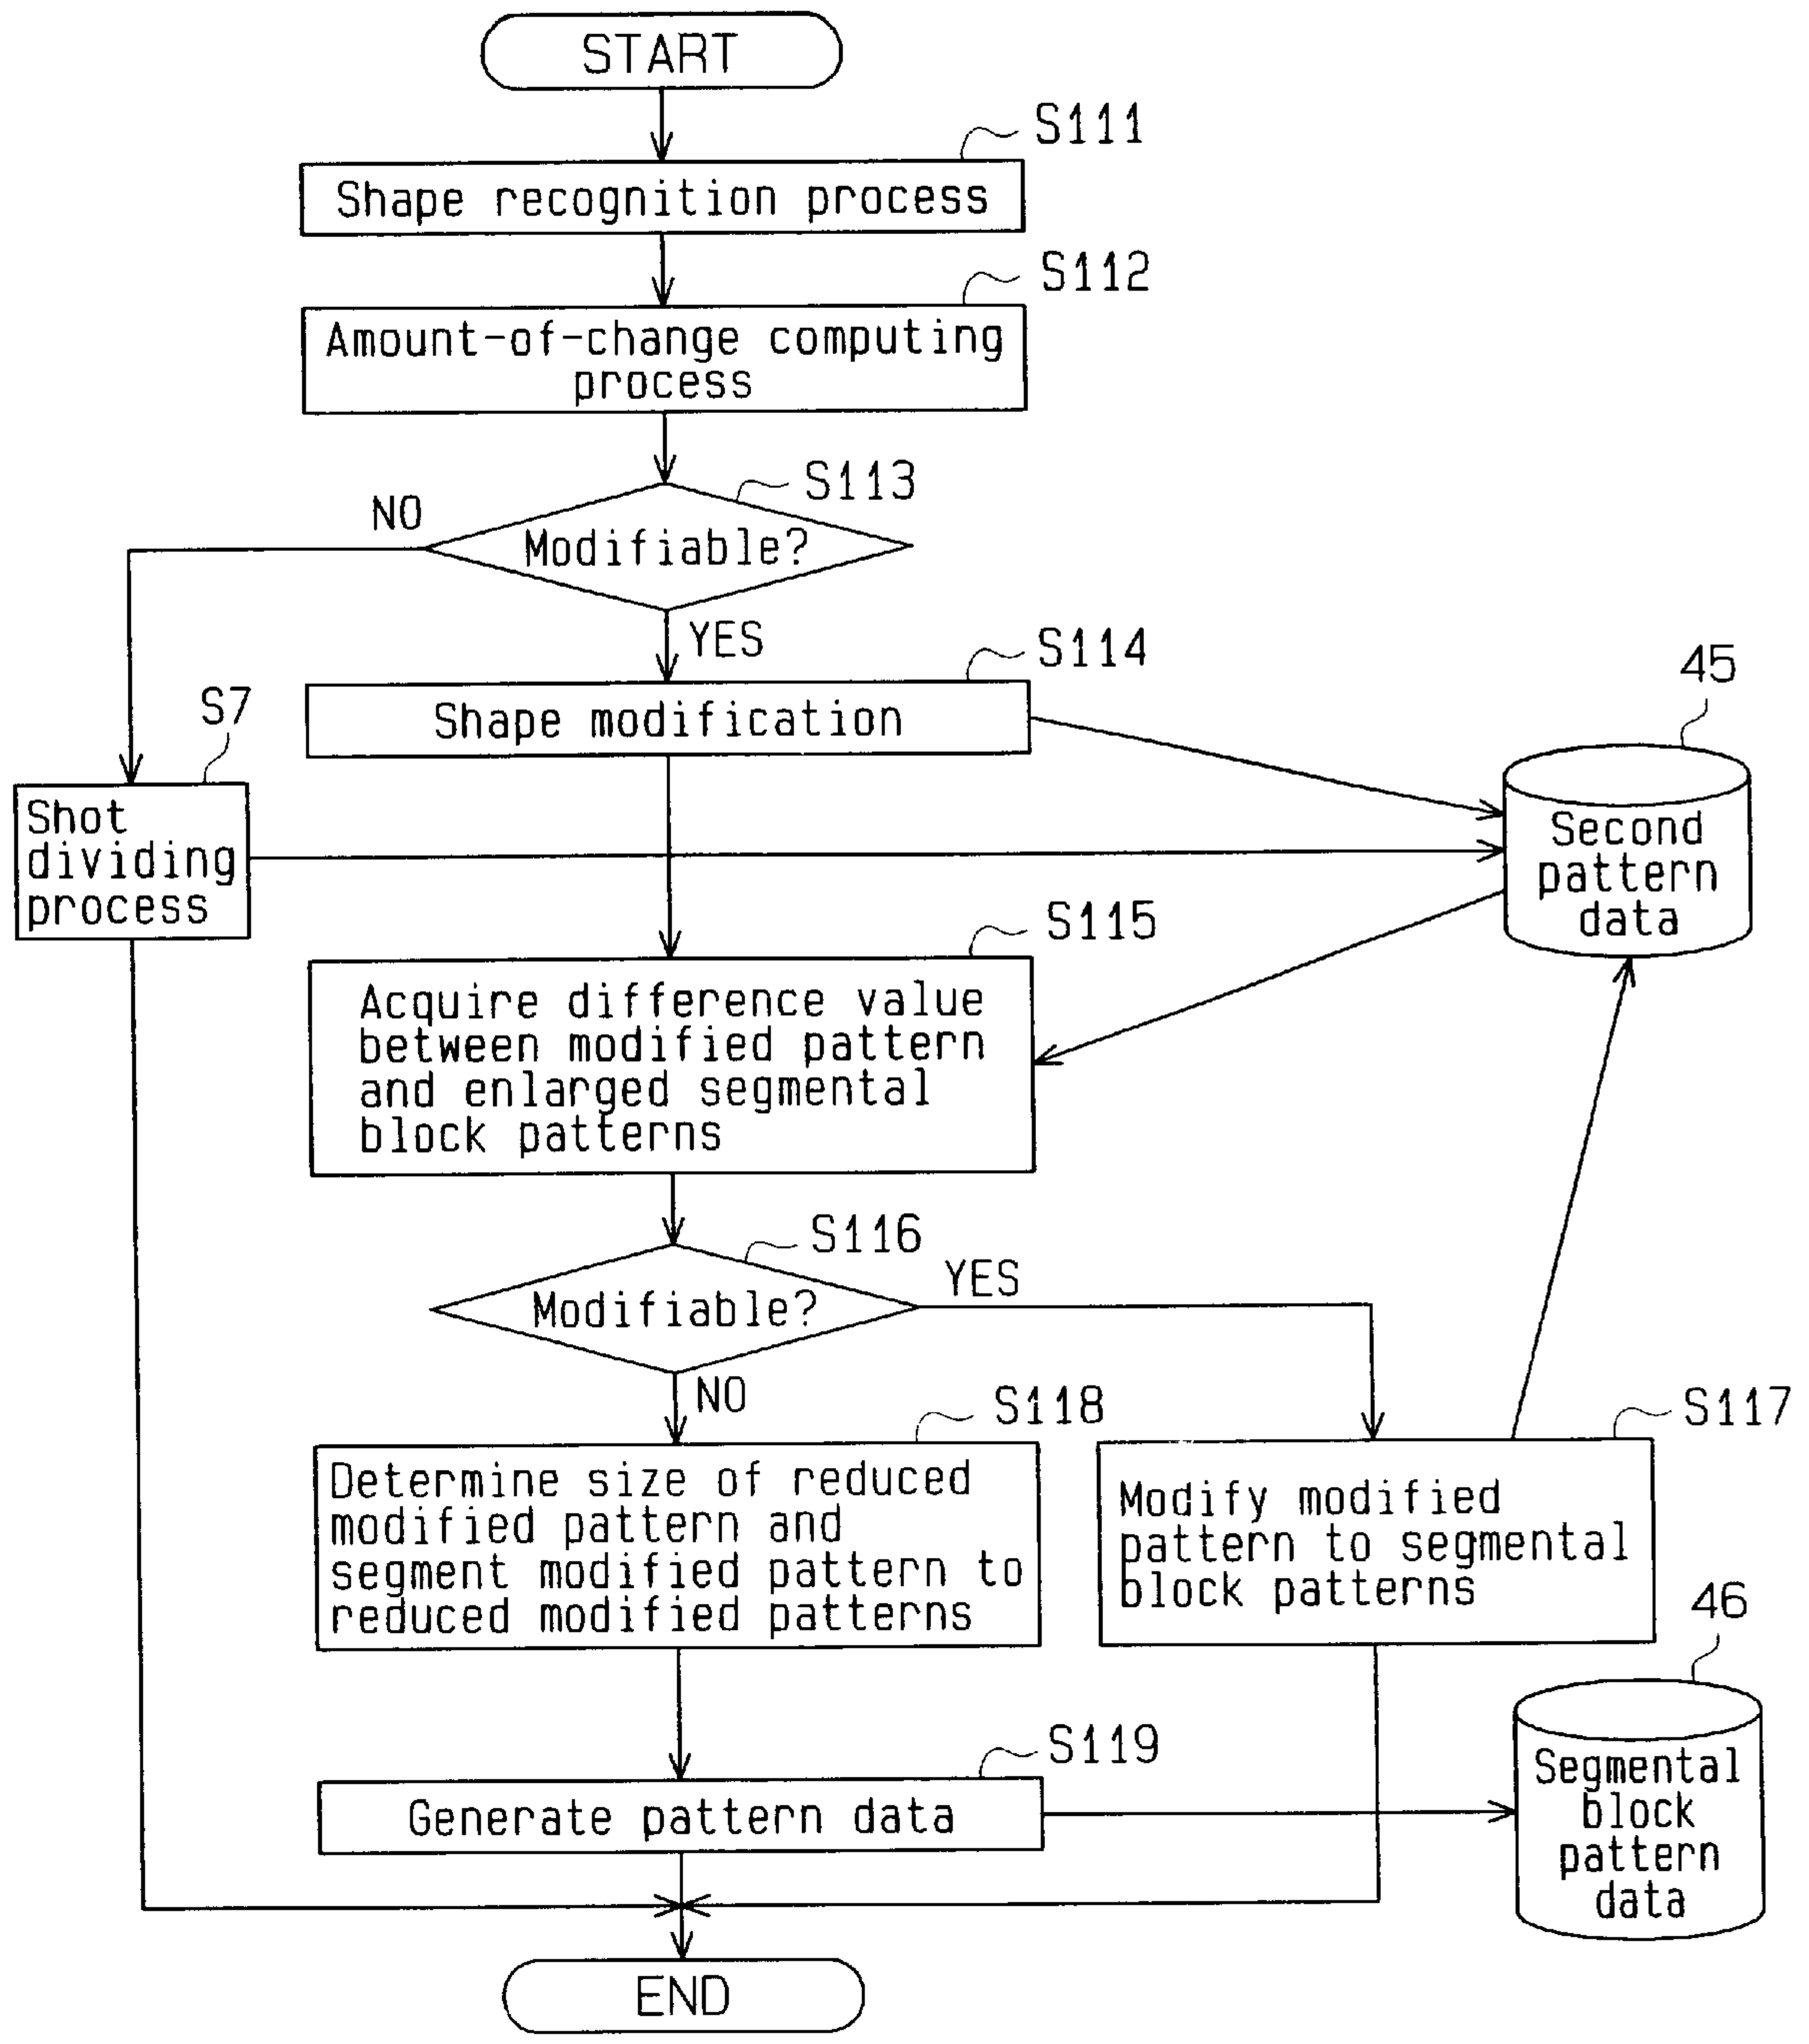 START
S111
Shape recognition process
S112
Amount-of-change computing
process
S113
NO
Modifiable?
YES
S114
Shape modification
45
Second
pattern
data
S7
Shot
dividing
process
S115
Acquire difference value
between modified pattern
and enlarged segmental
block patterns
S116
YES
Modifiable?
NO
S118
Determine size of reduced
modified pattern and
segment modified pattern to
reduced modified patterns
S117
Modify modified
pattern to segmental
block patterns
46
Segmental
block
pattern
data
S119
Generate pattern data
END